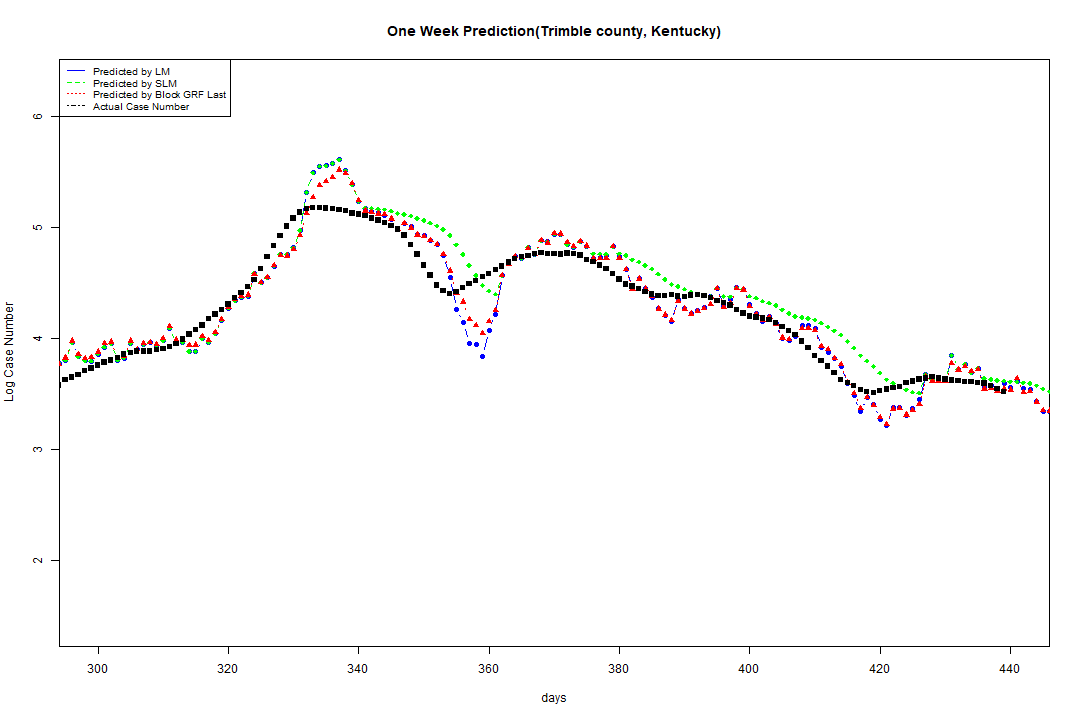 One Week Prediction(Trimble county, Kentucky)
Predicted by LM
Predicted by SLM
Predicted by Block GRF Last
Actual Case Number
6
5
4
3
2
Log Case Number
300 320 340 360 380 400 420 440
days